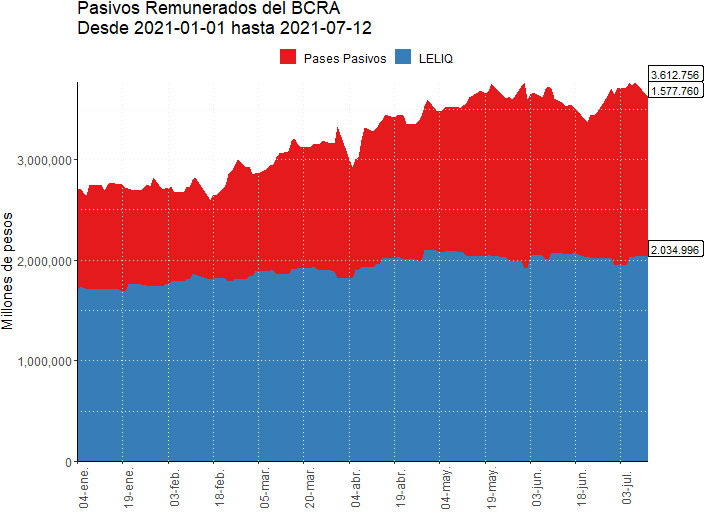 Pasivos Remunerados del BCRA
Desde 2021-01-01 hasta 2021-07-12
Pases Pasivos LELIQ
3.612.756
1.577.760
2.034.996
Millones de pesos
3,000,000
2,000,000
1,000,000
0
04-ene. 19-ene. 03-feb. 18-feb. 05-mar. 20-mar. 04-abr. 19-abr. 04-may. 19-may. 03-jun. 18-jun. 03-jul.